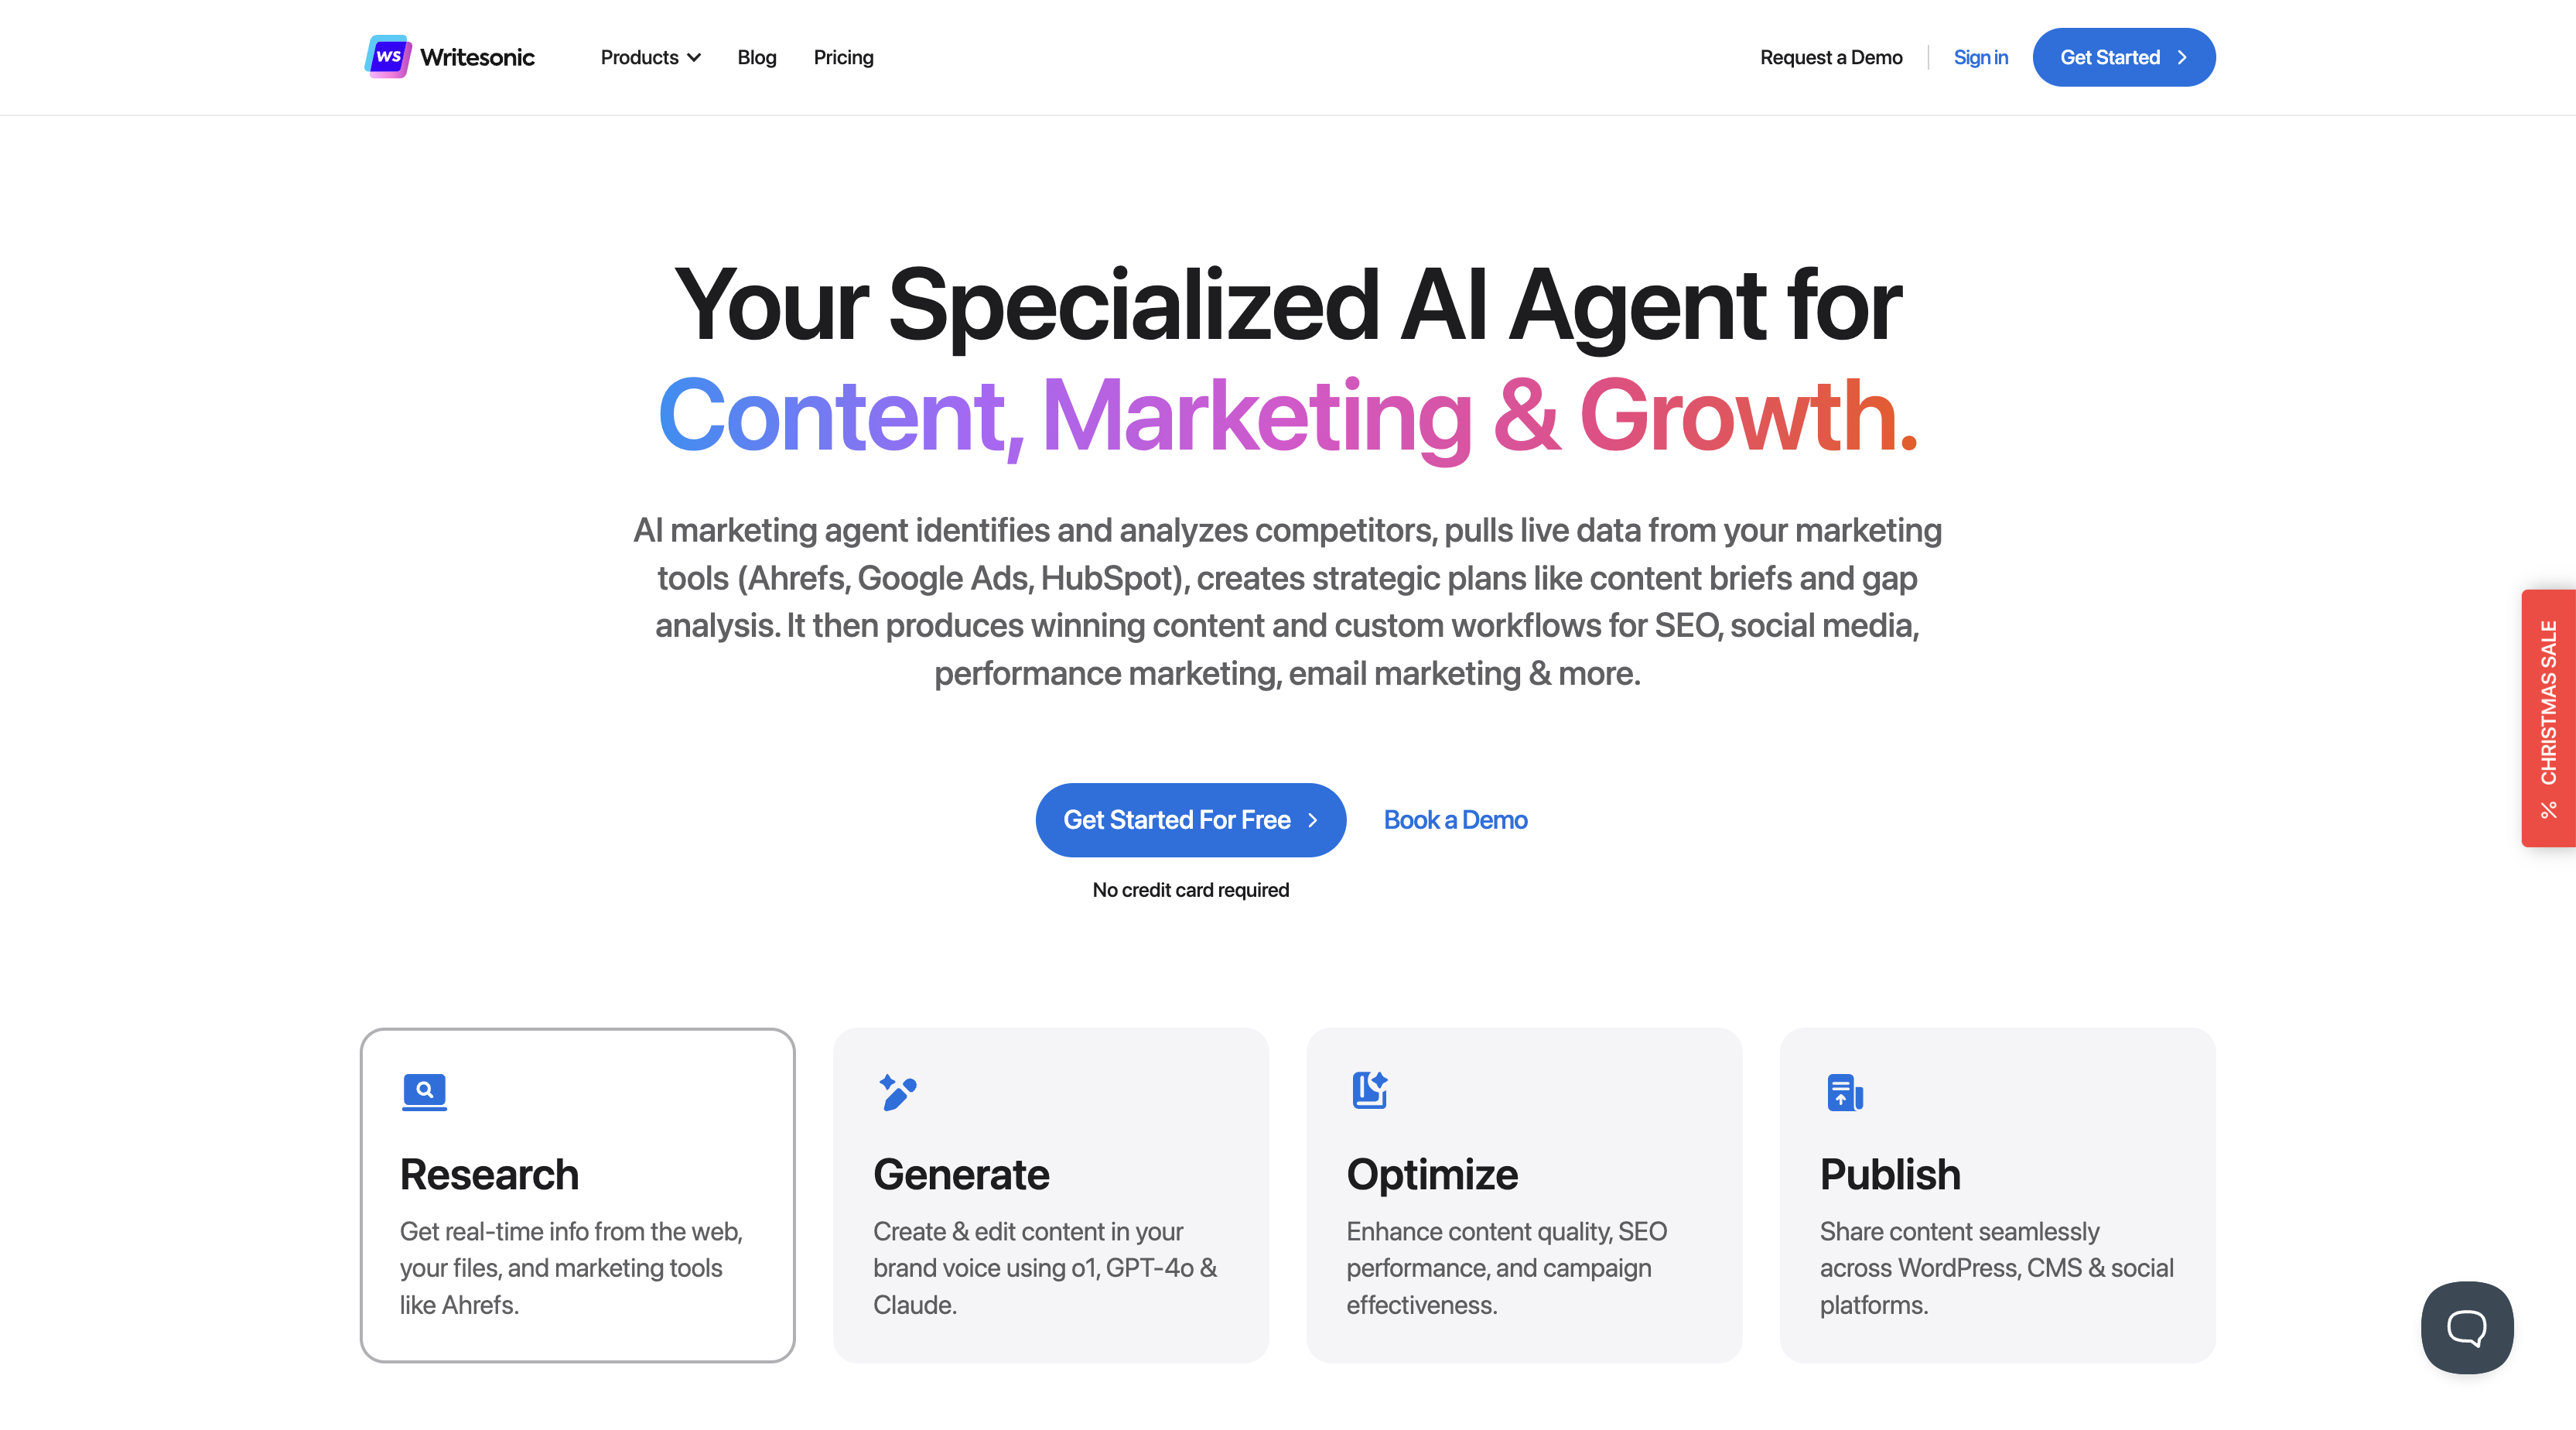 WS Writesonic
Products
Blog
Pricing
Request a Demo
Sign in
Get Started
Your Specialized AI Agent for
Content, Marketing & Growth.
AI marketing agent identifies and analyzes competitors, pulls live data from your marketing
tools (Ahrefs, Google Ads, HubSpot), creates strategic plans like content briefs and gap
analysis. It then produces winning content and custom workflows for SEO, social media,
performance marketing, email marketing & more.
Get Started For Free
Book a Demo
No credit card required
% CHRISTMAS SALE
Research
Get real-time info from the web,
your files, and marketing tools
like Ahrefs.
Generate
Create & edit content in your
brand voice using o1, GPT-4o &
Claude.
Optimize
Enhance content quality, SEO
performance, and campaign
effectiveness.
Publish
Share content seamlessly
across WordPress, CMS & social
platforms.